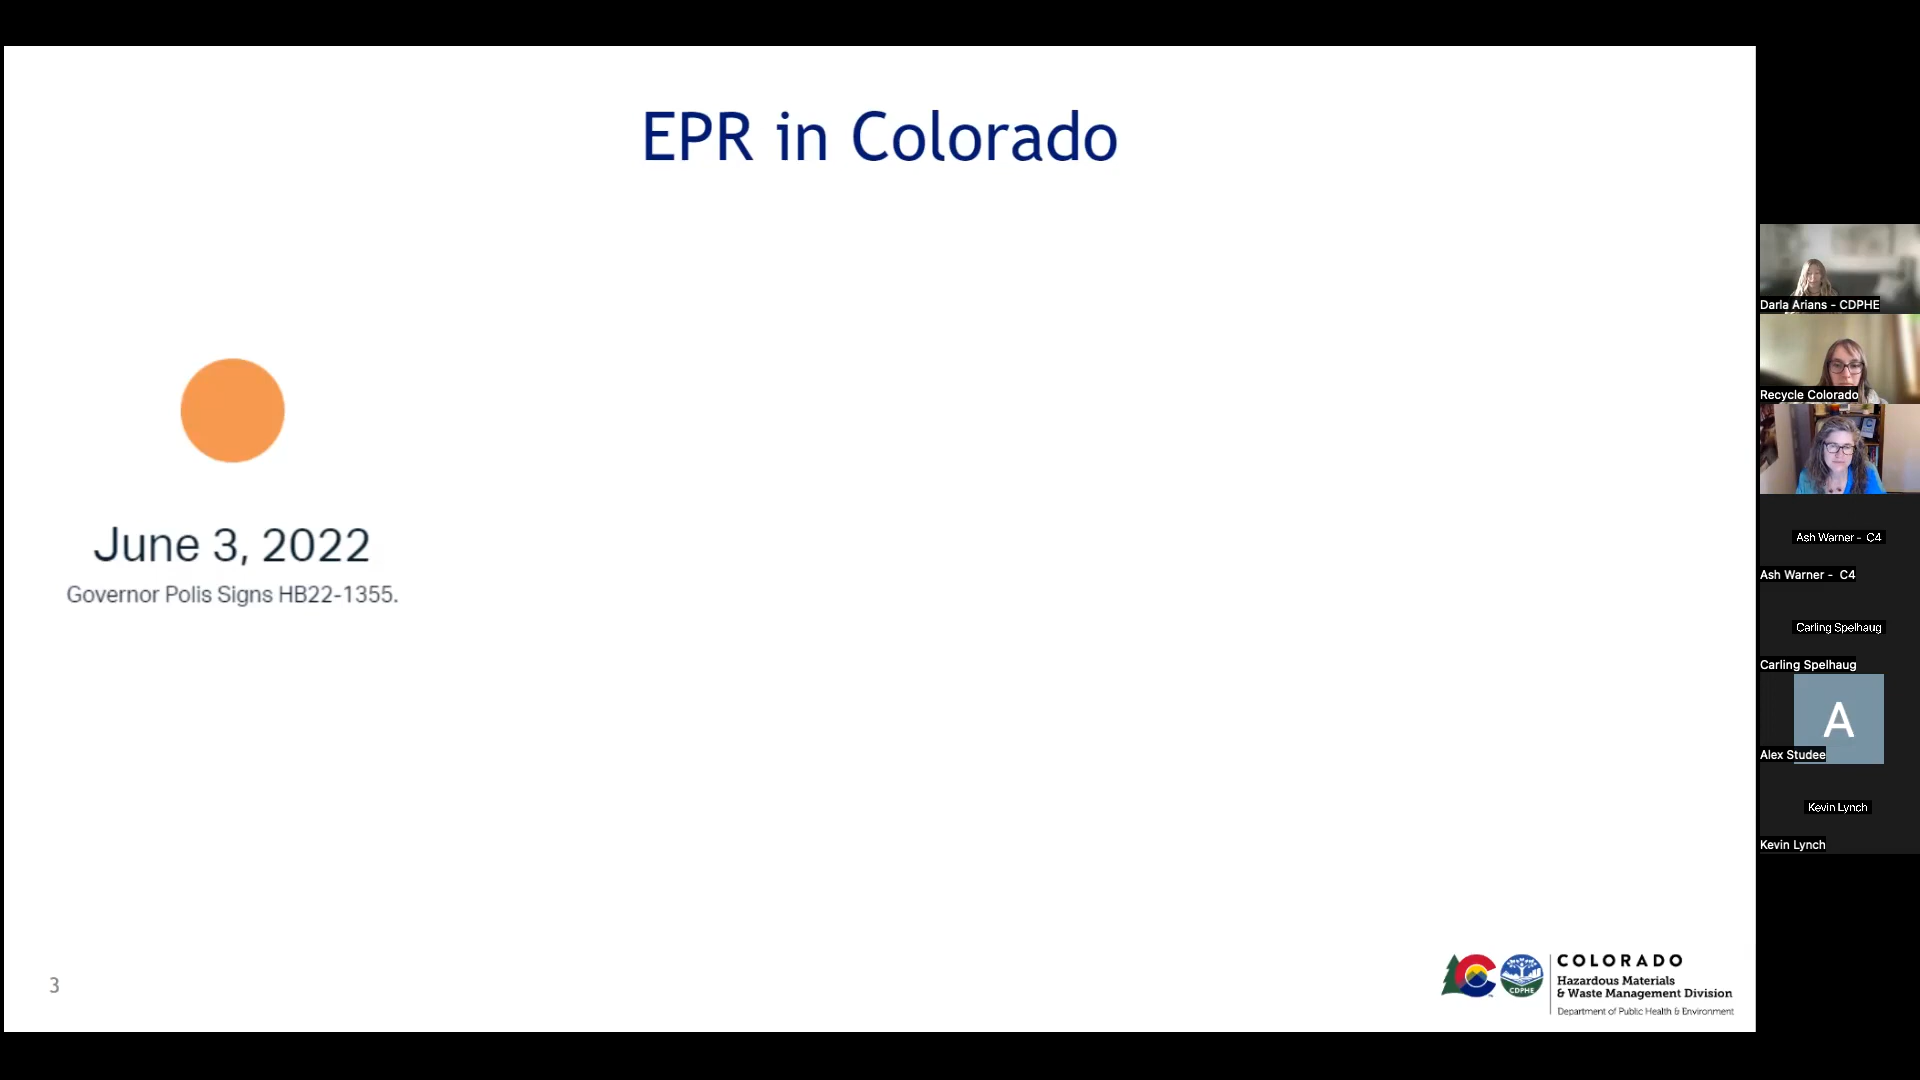 EPR in Colorado
June 3, 2022
Governor Polis Signs HB22-1355.
3
COLORADO
Hazardous Materials
& Waste Management Division
Department of Public Health & Environment
CDPHE
Darla Arians - CDPHE
Recycle Colorado
Ash Warner - C4
Ash Warner - C4
Carling Spelhaug
Carling Spelhaug
A
Alex Studee
Kevin Lynch
Kevin Lynch